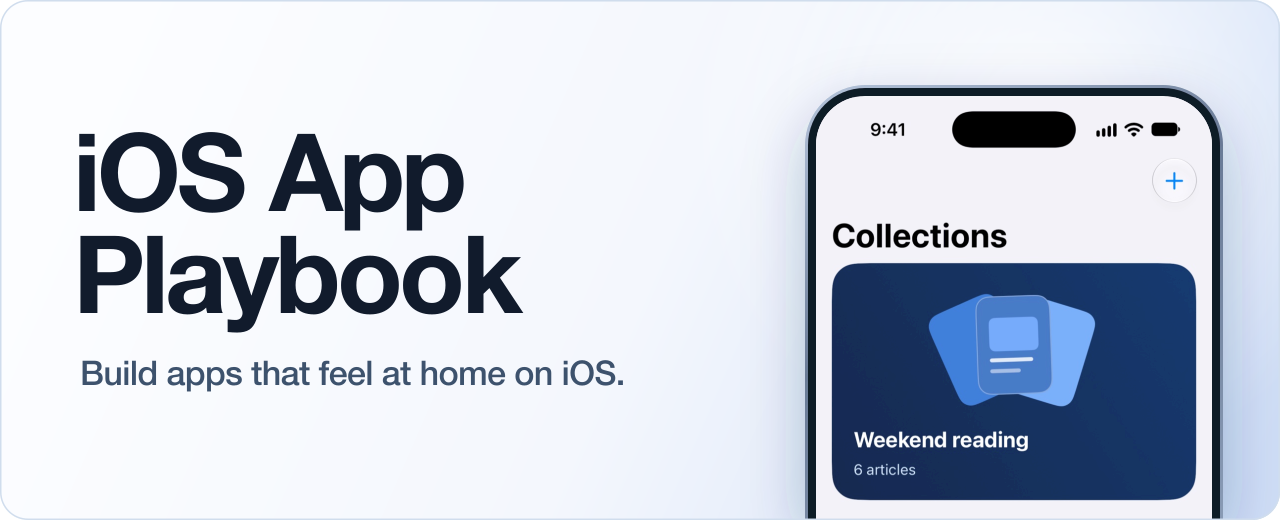 iOS App
Playbook
Build apps that feel at home on iOS.
9:41
Collections
Weekend reading
6 articles